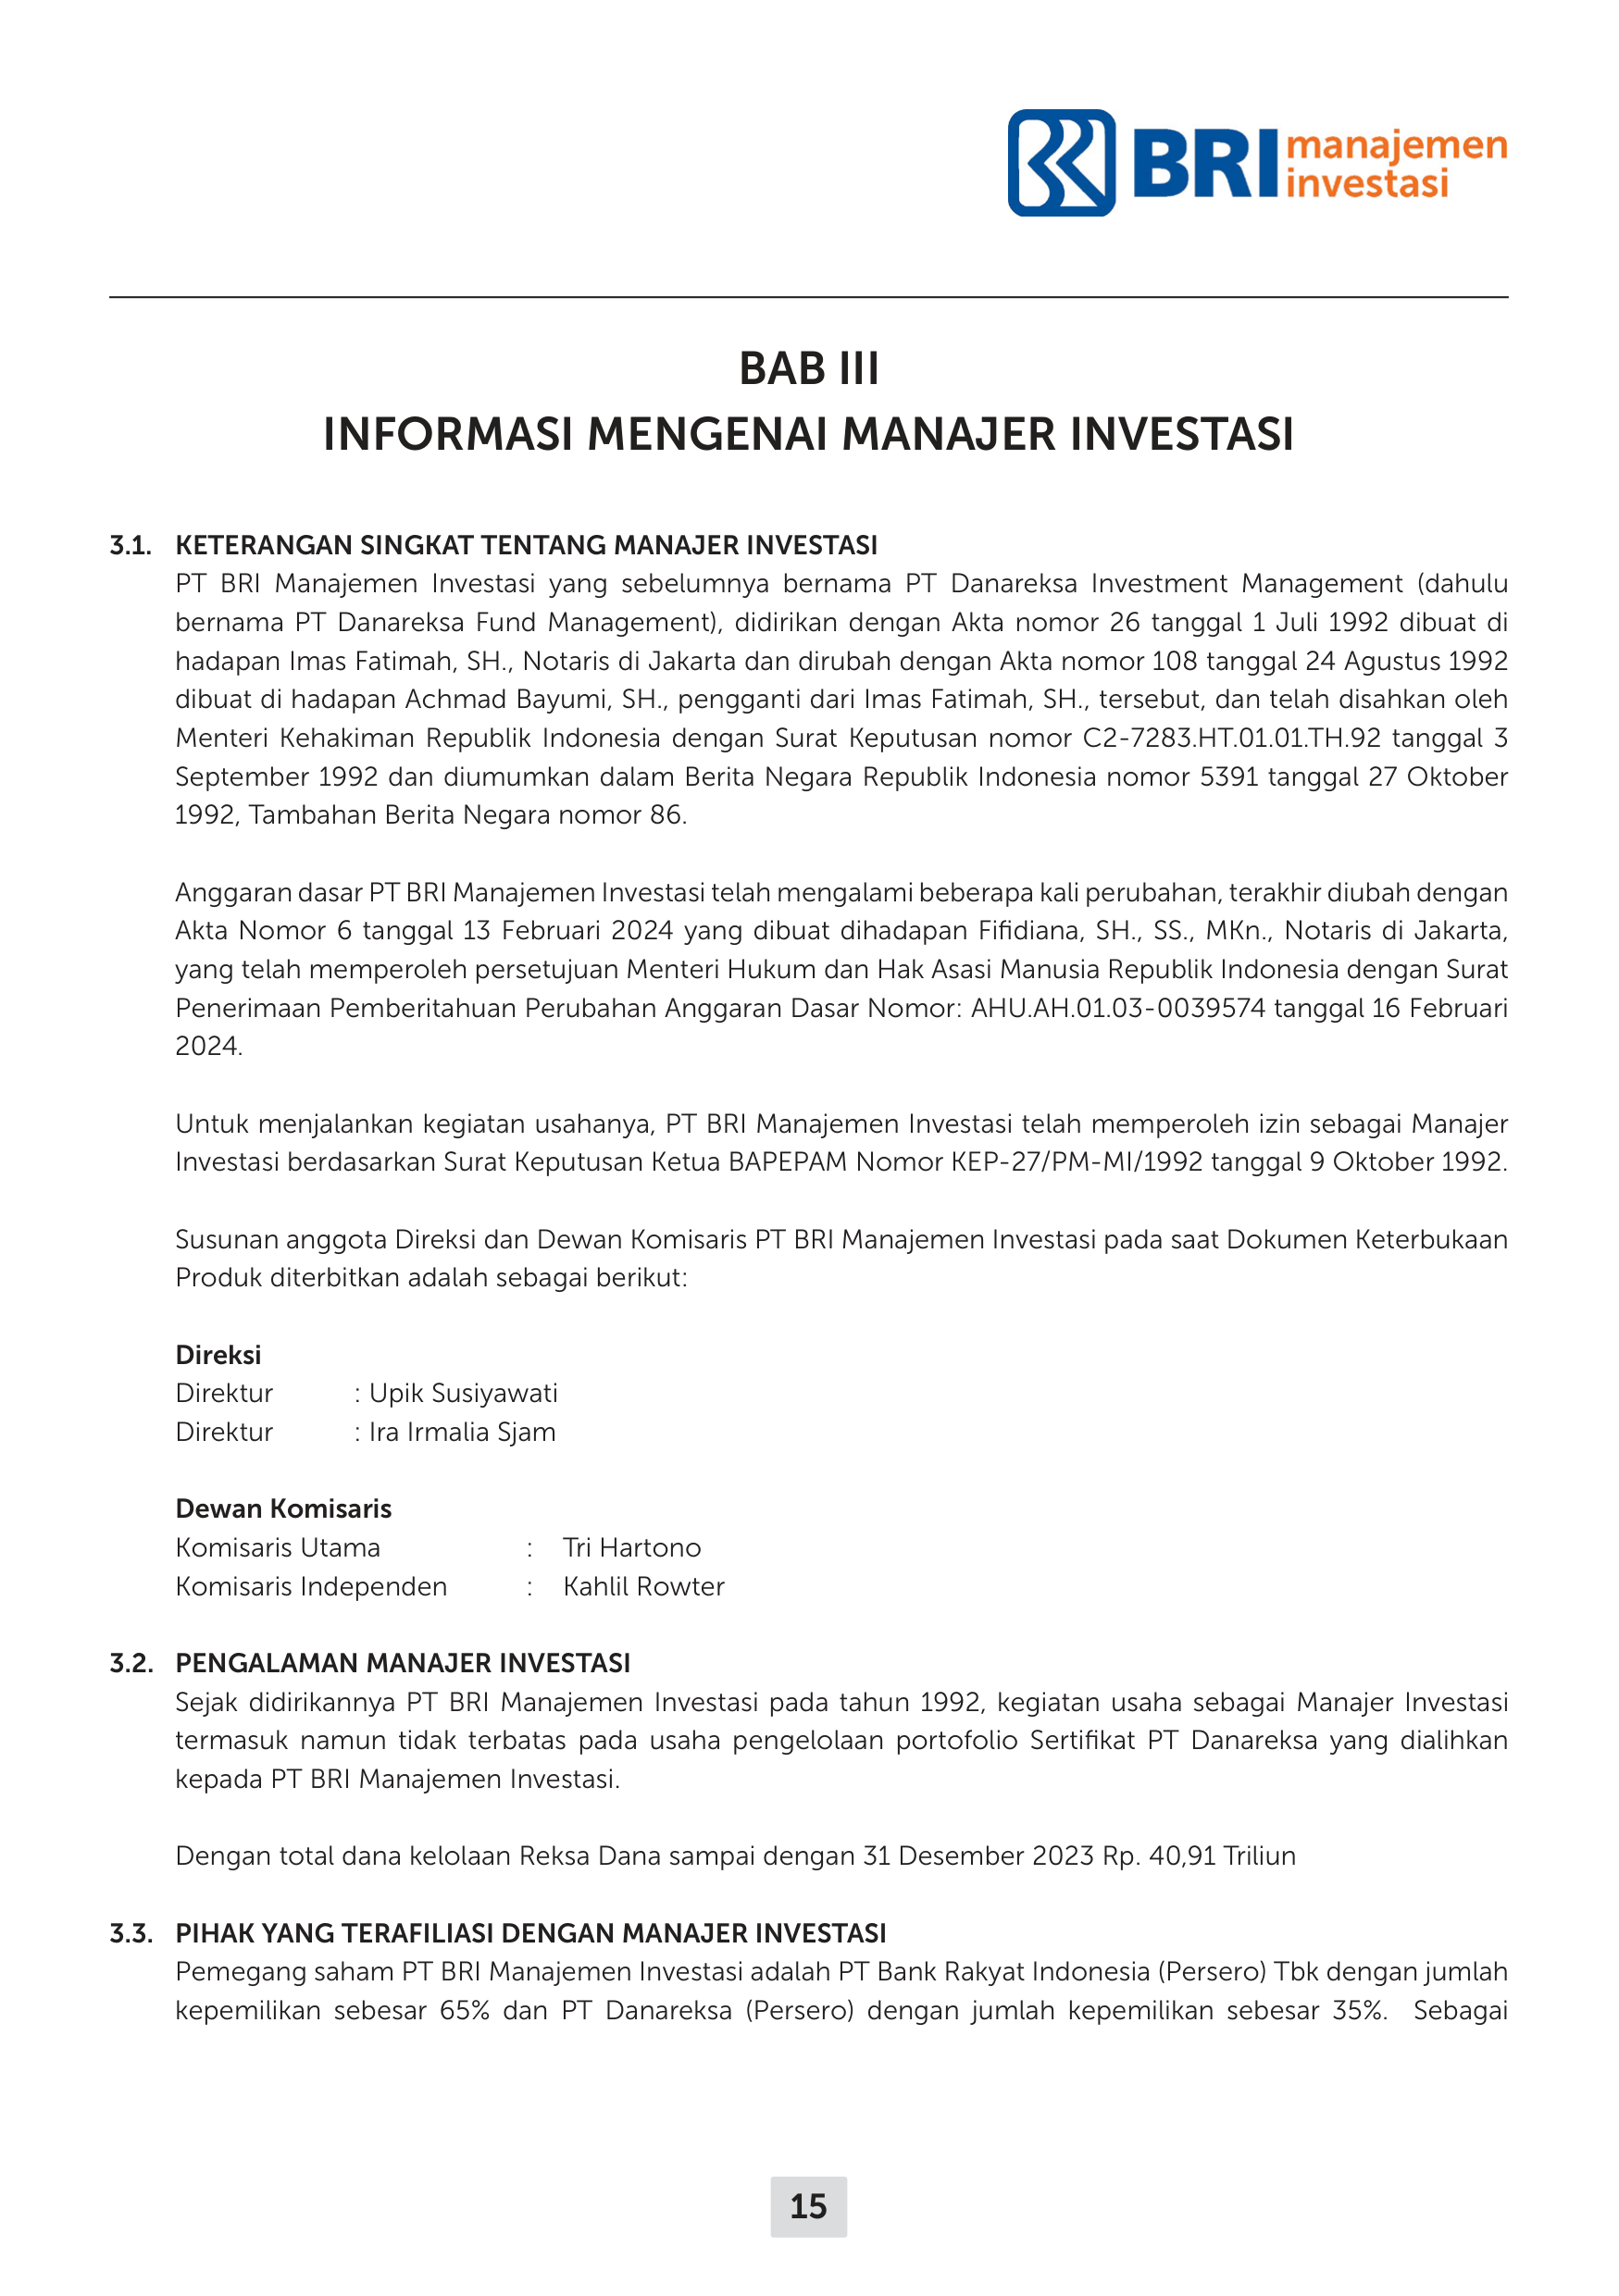 BRI manajemen
investasi
BAB III
INFORMASI MENGENAI MANAJER INVESTASI
3.1. KETERANGAN SINGKAT TENTANG MANAJER INVESTASI
PT BRI Manajemen Investasi yang sebelumnya bernama PT Danareksa Investment Management (dahulu
bernama PT Danareksa Fund Management), didirikan dengan Akta nomor 26 tanggal 1 Juli 1992 dibuat di
hadapan Imas Fatimah, SH., Notaris di Jakarta dan dirubah dengan Akta nomor 108 tanggal 24 Agustus 1992
dibuat di hadapan Achmad Bayumi, SH., pengganti dari Imas Fatimah, SH., tersebut, dan telah disahkan oleh
Menteri Kehakiman Republik Indonesia dengan Surat Keputusan nomor C2-7283.HT.01.01.TH.92 tanggal 3
September 1992 dan diumumkan dalam Berita Negara Republik Indonesia nomor 5391 tanggal 27 Oktober
1992, Tambahan Berita Negara nomor 86.
Anggaran dasar PT BRI Manajemen Investasi telah mengalami beberapa kali perubahan, terakhir diubah dengan
Akta Nomor 6 tanggal 13 Februari 2024 yang dibuat dihadapan Fifidiana, SH., SS., MKn., Notaris di Jakarta,
yang telah memperoleh persetujuan Menteri Hukum dan Hak Asasi Manusia Republik Indonesia dengan Surat
Penerimaan Pemberitahuan Perubahan Anggaran Dasar Nomor: AHU.AH.01.03-0039574 tanggal 16 Februari
2024.
Untuk menjalankan kegiatan usahanya, PT BRI Manajemen Investasi telah memperoleh izin sebagai Manajer
Investasi berdasarkan Surat Keputusan Ketua BAPEPAM Nomor KEP-27/PM-MI/1992 tanggal 9 Oktober 1992.
Susunan anggota Direksi dan Dewan Komisaris PT BRI Manajemen Investasi pada saat Dokumen Keterbukaan
Produk diterbitkan adalah sebagai berikut:
Direksi
Direktur : Upik Susiyawati
Direktur : Ira Irmalia Sjam
Dewan Komisaris
Komisaris Utama : Tri Hartono
Komisaris Independen : Kahlil Rowter
3.2. PENGALAMAN MANAJER INVESTASI
Sejak didirikannya PT BRI Manajemen Investasi pada tahun 1992, kegiatan usaha sebagai Manajer Investasi
termasuk namun tidak terbatas pada usaha pengelolaan portofolio Sertifikat PT Danareksa yang dialihkan
kepada PT BRI Manajemen Investasi.
Dengan total dana kelolaan Reksa Dana sampai dengan 31 Desember 2023 Rp. 40,91 Triliun
3.3. PIHAK YANG TERAFILIASI DENGAN MANAJER INVESTASI
Pemegang saham PT BRI Manajemen Investasi adalah PT Bank Rakyat Indonesia (Persero) Tbk dengan jumlah
kepemilikan sebesar 65% dan PT Danareksa (Persero) dengan jumlah kepemilikan sebesar 35%. Sebagai
15